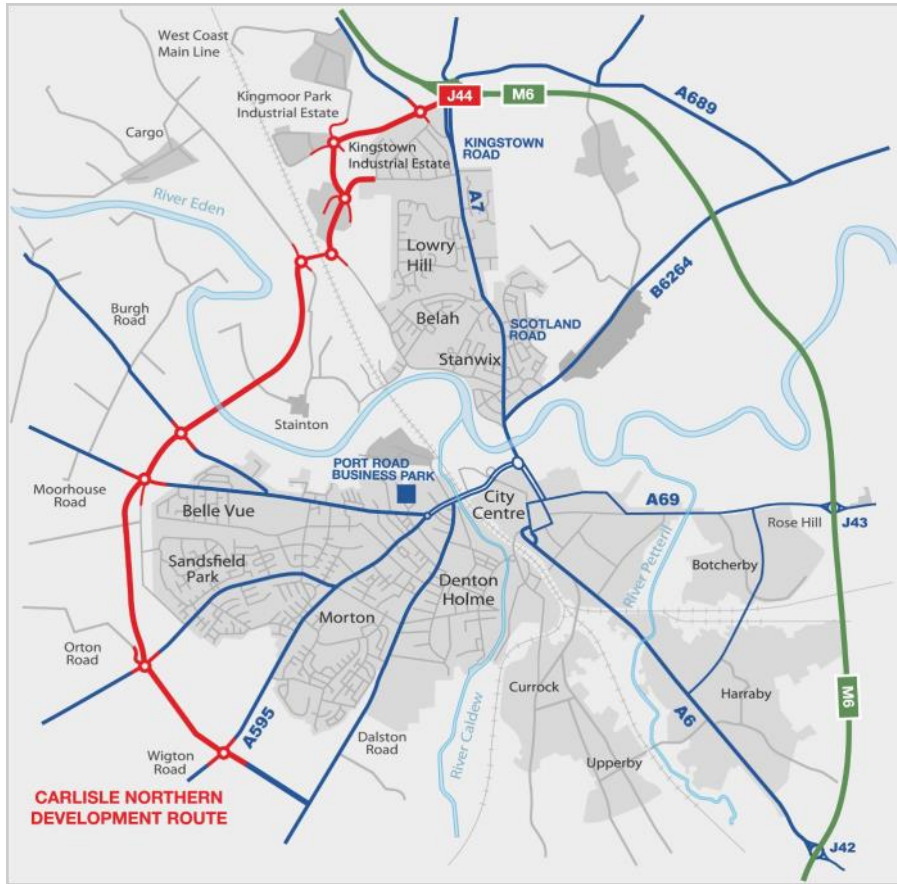 West Coast
Main Line
J44
M6
A689
Kingmoor Park
Industrial Estate
Cargo
KINGSTOWN
ROAD
Kingstown
Industrial Estate
River Eden
A7
Lowry
Hill
B6264
Burgh
Road
Belah
SCOTLAND
ROAD
Stanwix
Stainton
PORT ROAD
BUSINESS PARK
Moorhouse
Road
Belle Vue
City
Centre
A69
Rose Hill
J43
River Petteril
Sandsfield
Park
Botcherby
Denton
Holme
Morton
Orton
Road
Currock
Harraby
M6
A6
A595
Dalston
Road
River Caldew
Wigton
Road
Upperby
CARLISLE NORTHERN
DEVELOPMENT ROUTE
J42